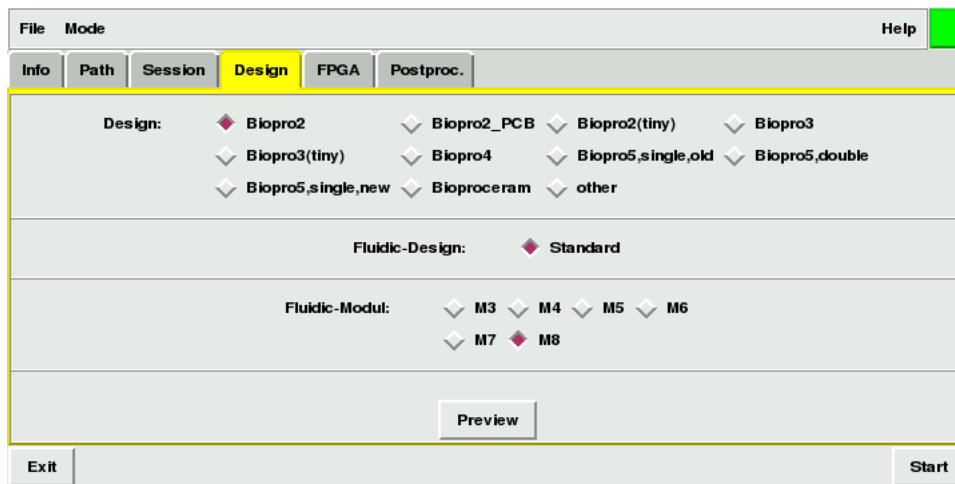 File Mode Help
Info Path Session Design FPGA Postproc.
Design: Biopro2 Biopro2_PCB Biopro2(tiny) Biopro3
Biopro3(tiny) Biopro4 Biopro5,single,old Biopro5,double
Biopro5,single,new Bioproceram other
Fluidic-Design: Standard
Fluidic-Modul: M3 M4 M5 M6
M7 M8
Preview
Exit Start